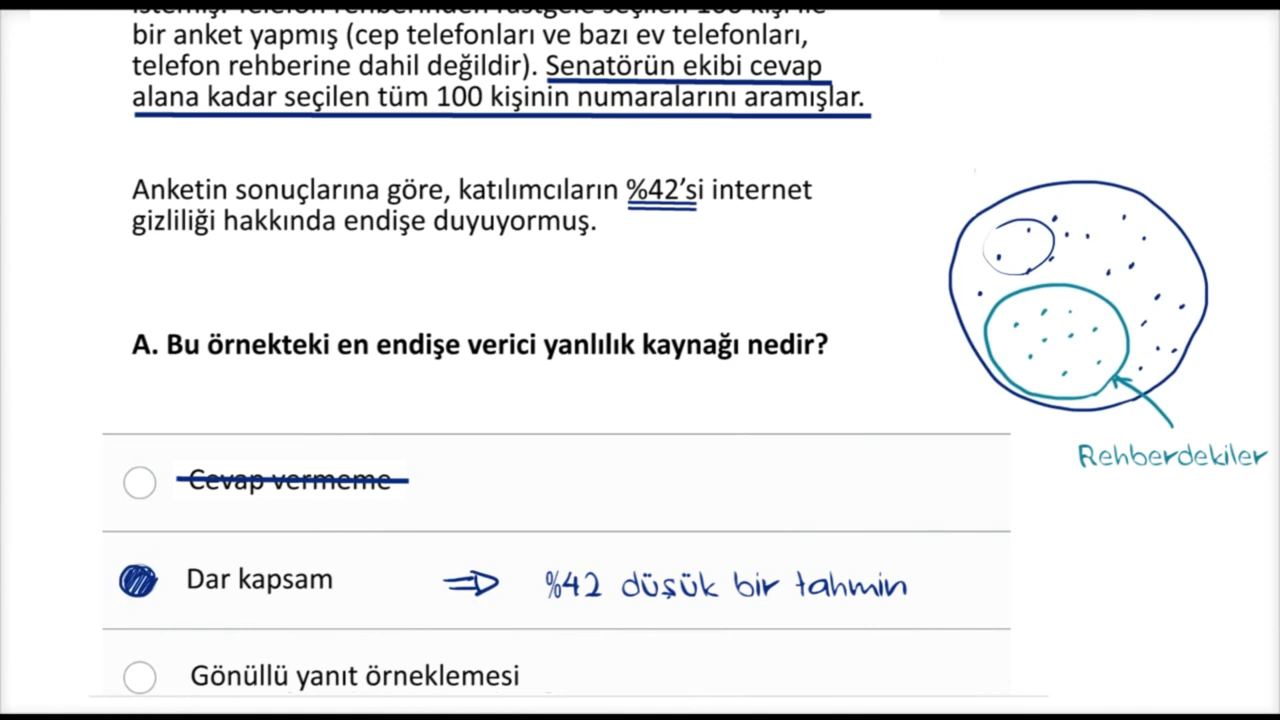 bir anket yapmış (cep telefonları ve bazı ev telefonları,
telefon rehberine dahil değildir). Senatörün ekibi cevap
alana kadar seçilen tüm 100 kişinin numaralarını aramışlar.
Anketin sonuçlarına göre, katılımcıların %42’si internet
gizliliği hakkında endişe duyuyormuş.
A. Bu örnekteki en endişe verici yanlılık kaynağı nedir?
Rehberdekiler
Cevap vermeme
Dar kapsam ⇒ %42 düşük bir tahmin
Gönüllü yanıt örneklemesi